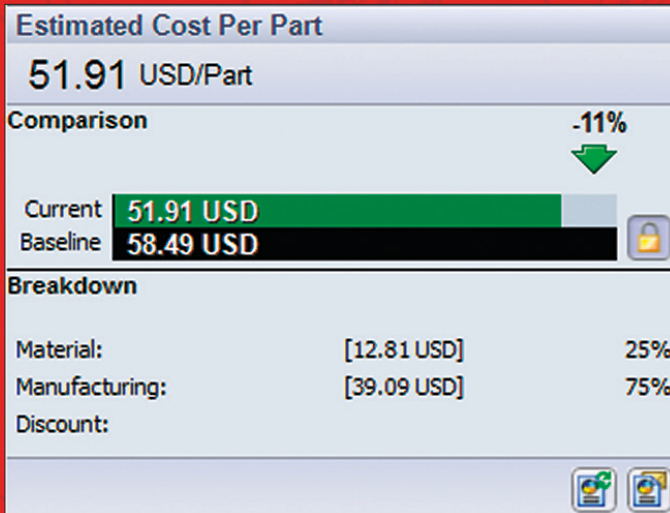 Estimated Cost Per Part
51.91 USD/Part
Comparison
-11%
Current 51.91 USD
Baseline 58.49 USD
Breakdown
Material: [12.81 USD] 25%
Manufacturing: [39.09 USD] 75%
Discount: